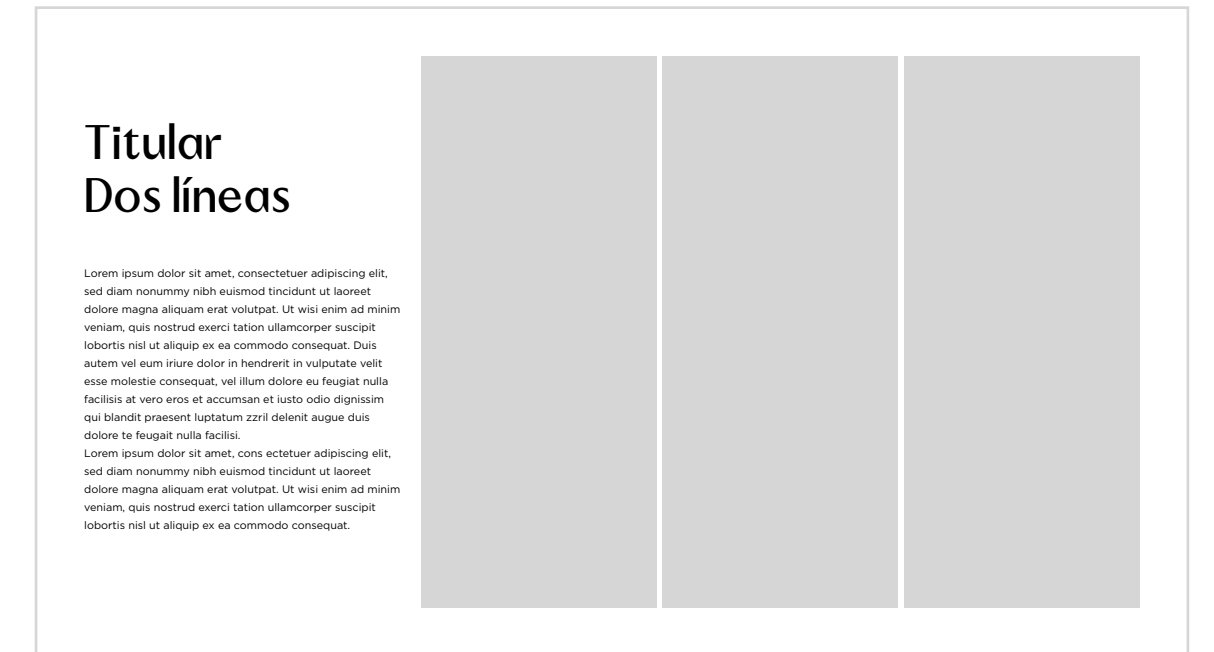 Titular
Dos líneas
Lorem ipsum dolor sit amet, consectetuer adipiscing elit,
sed diam nonummy nibh euismod tincidunt ut laoreet
dolore magna aliquam erat volutpat. Ut wisi enim ad minim
veniam, quis nostrud exerci tation ullamcorper suscipit
lobortis nisl ut aliquip ex ea commodo consequat. Duis
autem vel eum iriure dolor in hendrerit in vulputate velit
esse molestie consequat, vel illum dolore eu feugiat nulla
facilisis at vero eros et accumsan et iusto odio dignissim
qui blandit praesent luptatum zzril delenit augue duis
dolore te feugait nulla facilisi.
Lorem ipsum dolor sit amet, cons ectetuer adipiscing elit,
sed diam nonummy nibh euismod tincidunt ut laoreet
dolore magna aliquam erat volutpat. Ut wisi enim ad minim
veniam, quis nostrud exerci tation ullamcorper suscipit
lobortis nisl ut aliquip ex ea commodo consequat.